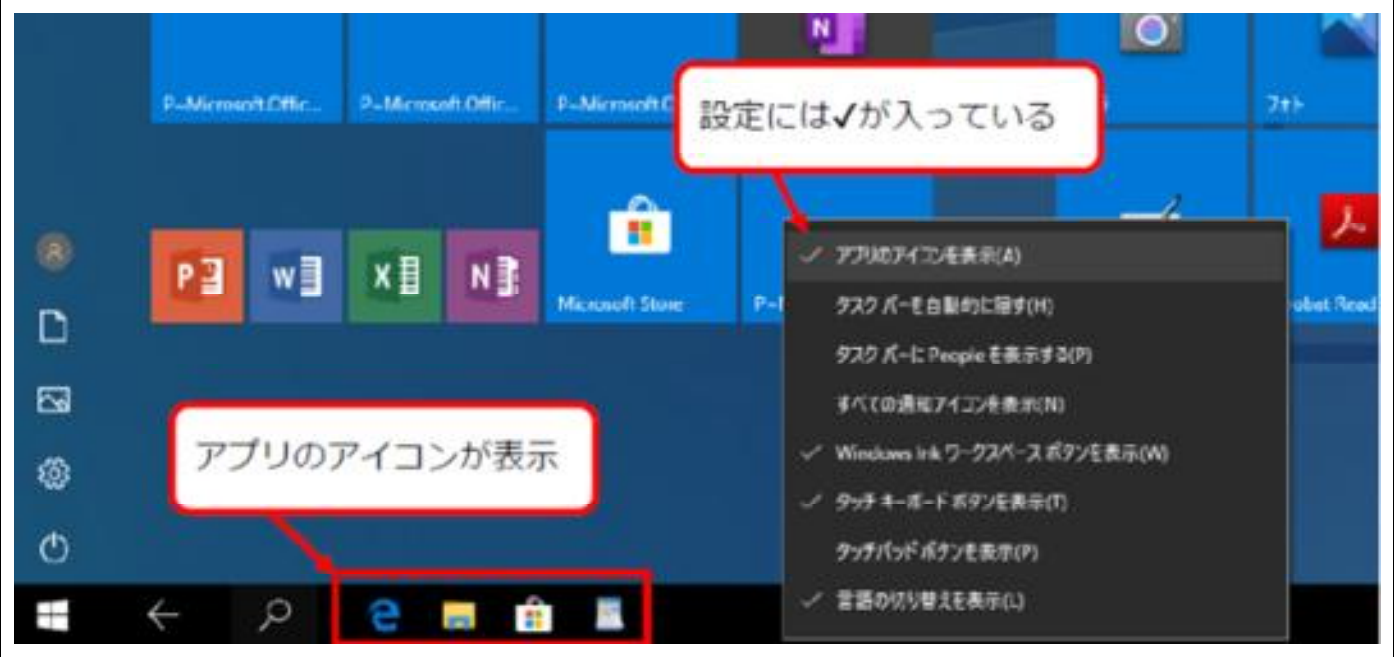 P-Microsoft Offic...
P-Microsoft Offic...
設定には✓が入っている
フォト
Microsoft Store
アプリのアイコンを表示(A)
タスク バーを自動的に隠す(H)
タスク バーに People を表示する(P)
すべての通知アイコンを表示(N)
Windows Ink ワークスペース ボタンを表示(W)
タッチ キーボード ボタンを表示(T)
タッチパッド ボタンを表示(P)
言語の切り替えを表示(L)
アプリのアイコンが表示